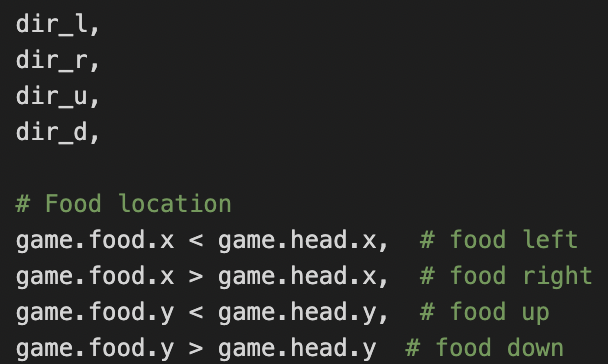 dir_l,
dir_r,
dir_u,
dir_d,
# Food location
game.food.x < game.head.x,  # food left
game.food.x > game.head.x,  # food right
game.food.y < game.head.y,  # food up
game.food.y > game.head.y  # food down